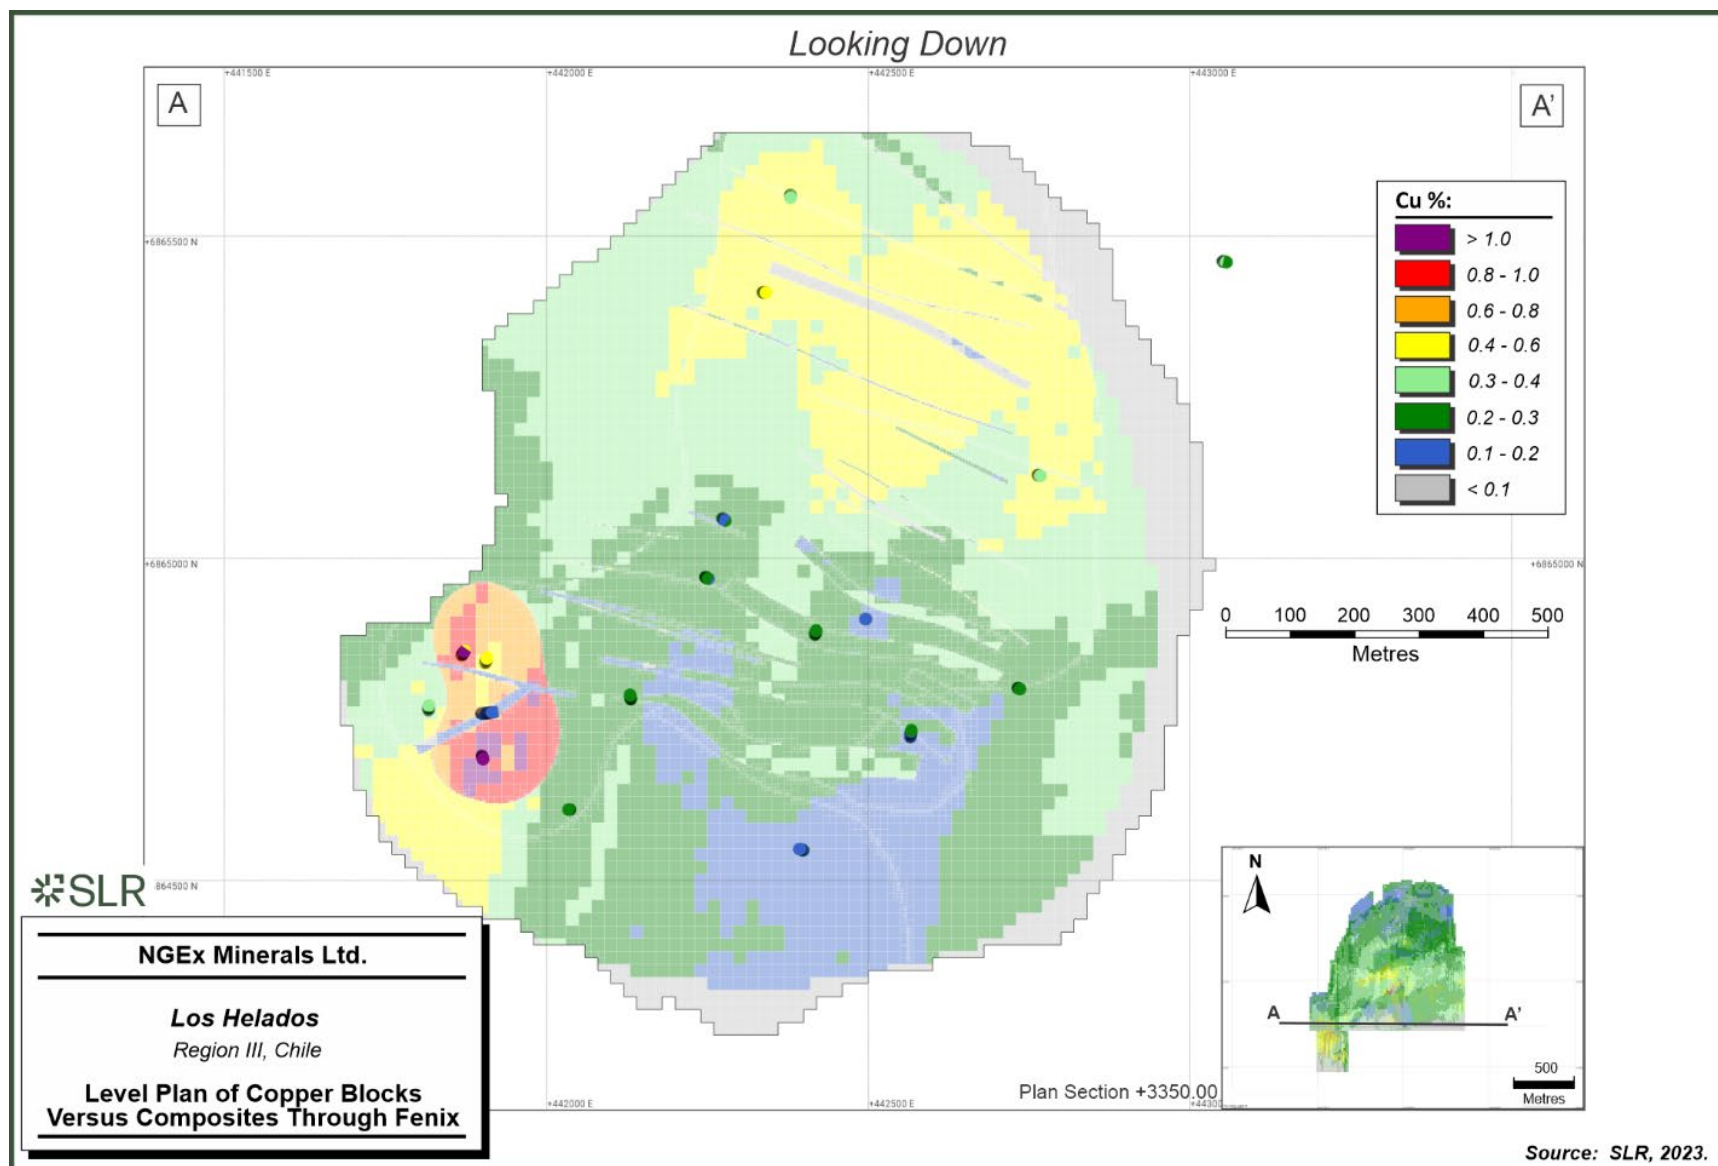 Looking Down
+441500 E
+442000 E
+442500 E
+443000 E
A
A'
Cu %:
> 1.0
0.8 - 1.0
0.6 - 0.8
0.4 - 0.6
0.3 - 0.4
0.2 - 0.3
0.1 - 0.2
< 0.1
+6865500 N
+6865000 N
+6865000 N
0 100 200 300 400 500
Metres
SLR
864500 N
NGEx Minerals Ltd.
Los Helados
Region III, Chile
Level Plan of Copper Blocks
Versus Composites Through Fenix
+442000 E
+442500 E
Plan Section +3350.00
+44300
N
A
A'
500
Metres
Source: SLR, 2023.